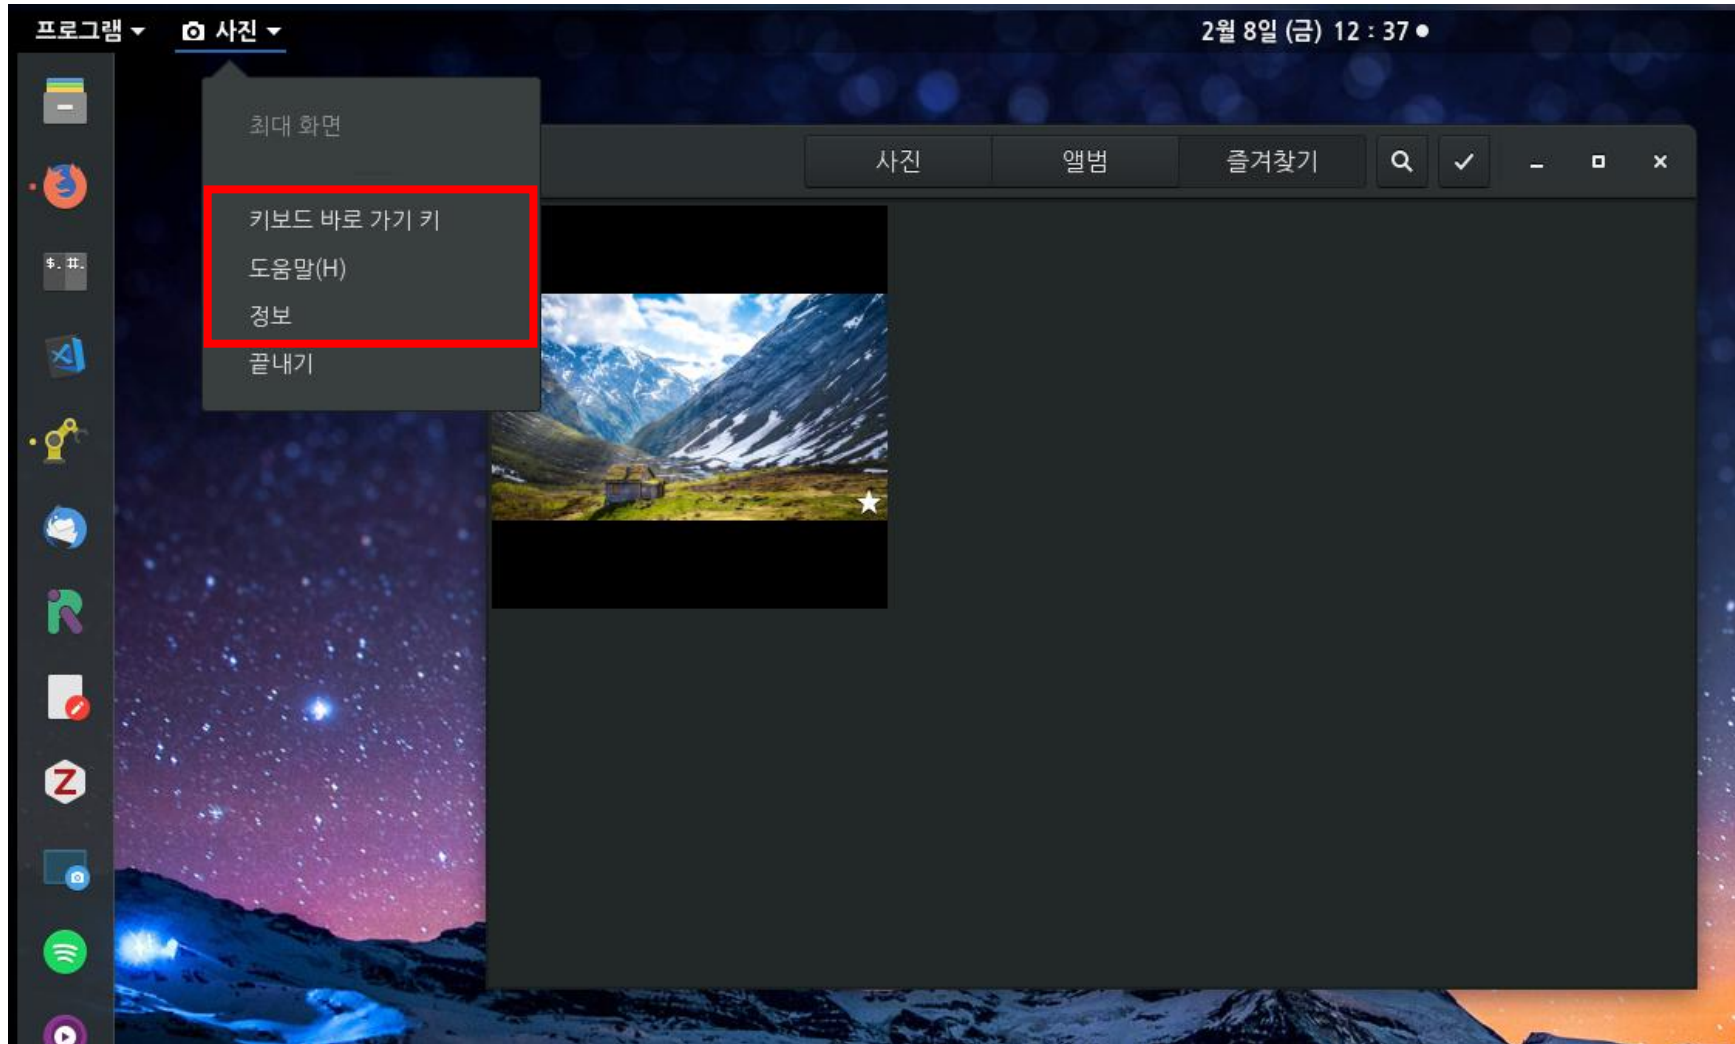 프로그램
사진
2월 8일 (금) 12 : 37
최대 화면
사진
앨범
즐겨찾기
키보드 바로 가기 키
도움말(H)
정보
끝내기
$. #.
Z